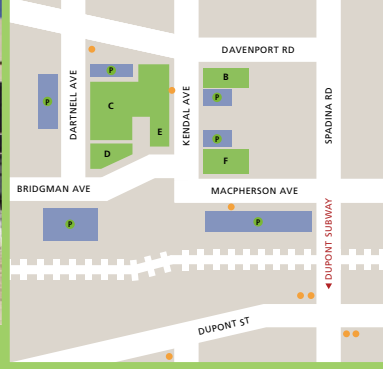 DAVENPORT RD
P
B
P
P
C
DARTNELL AVE
KENDAL AVE
SPADINA RD
E
P
D
F
BRIDGMAN AVE
MACPHERSON AVE
P
P
◀ DUPONT SUBWAY
DUPONT ST